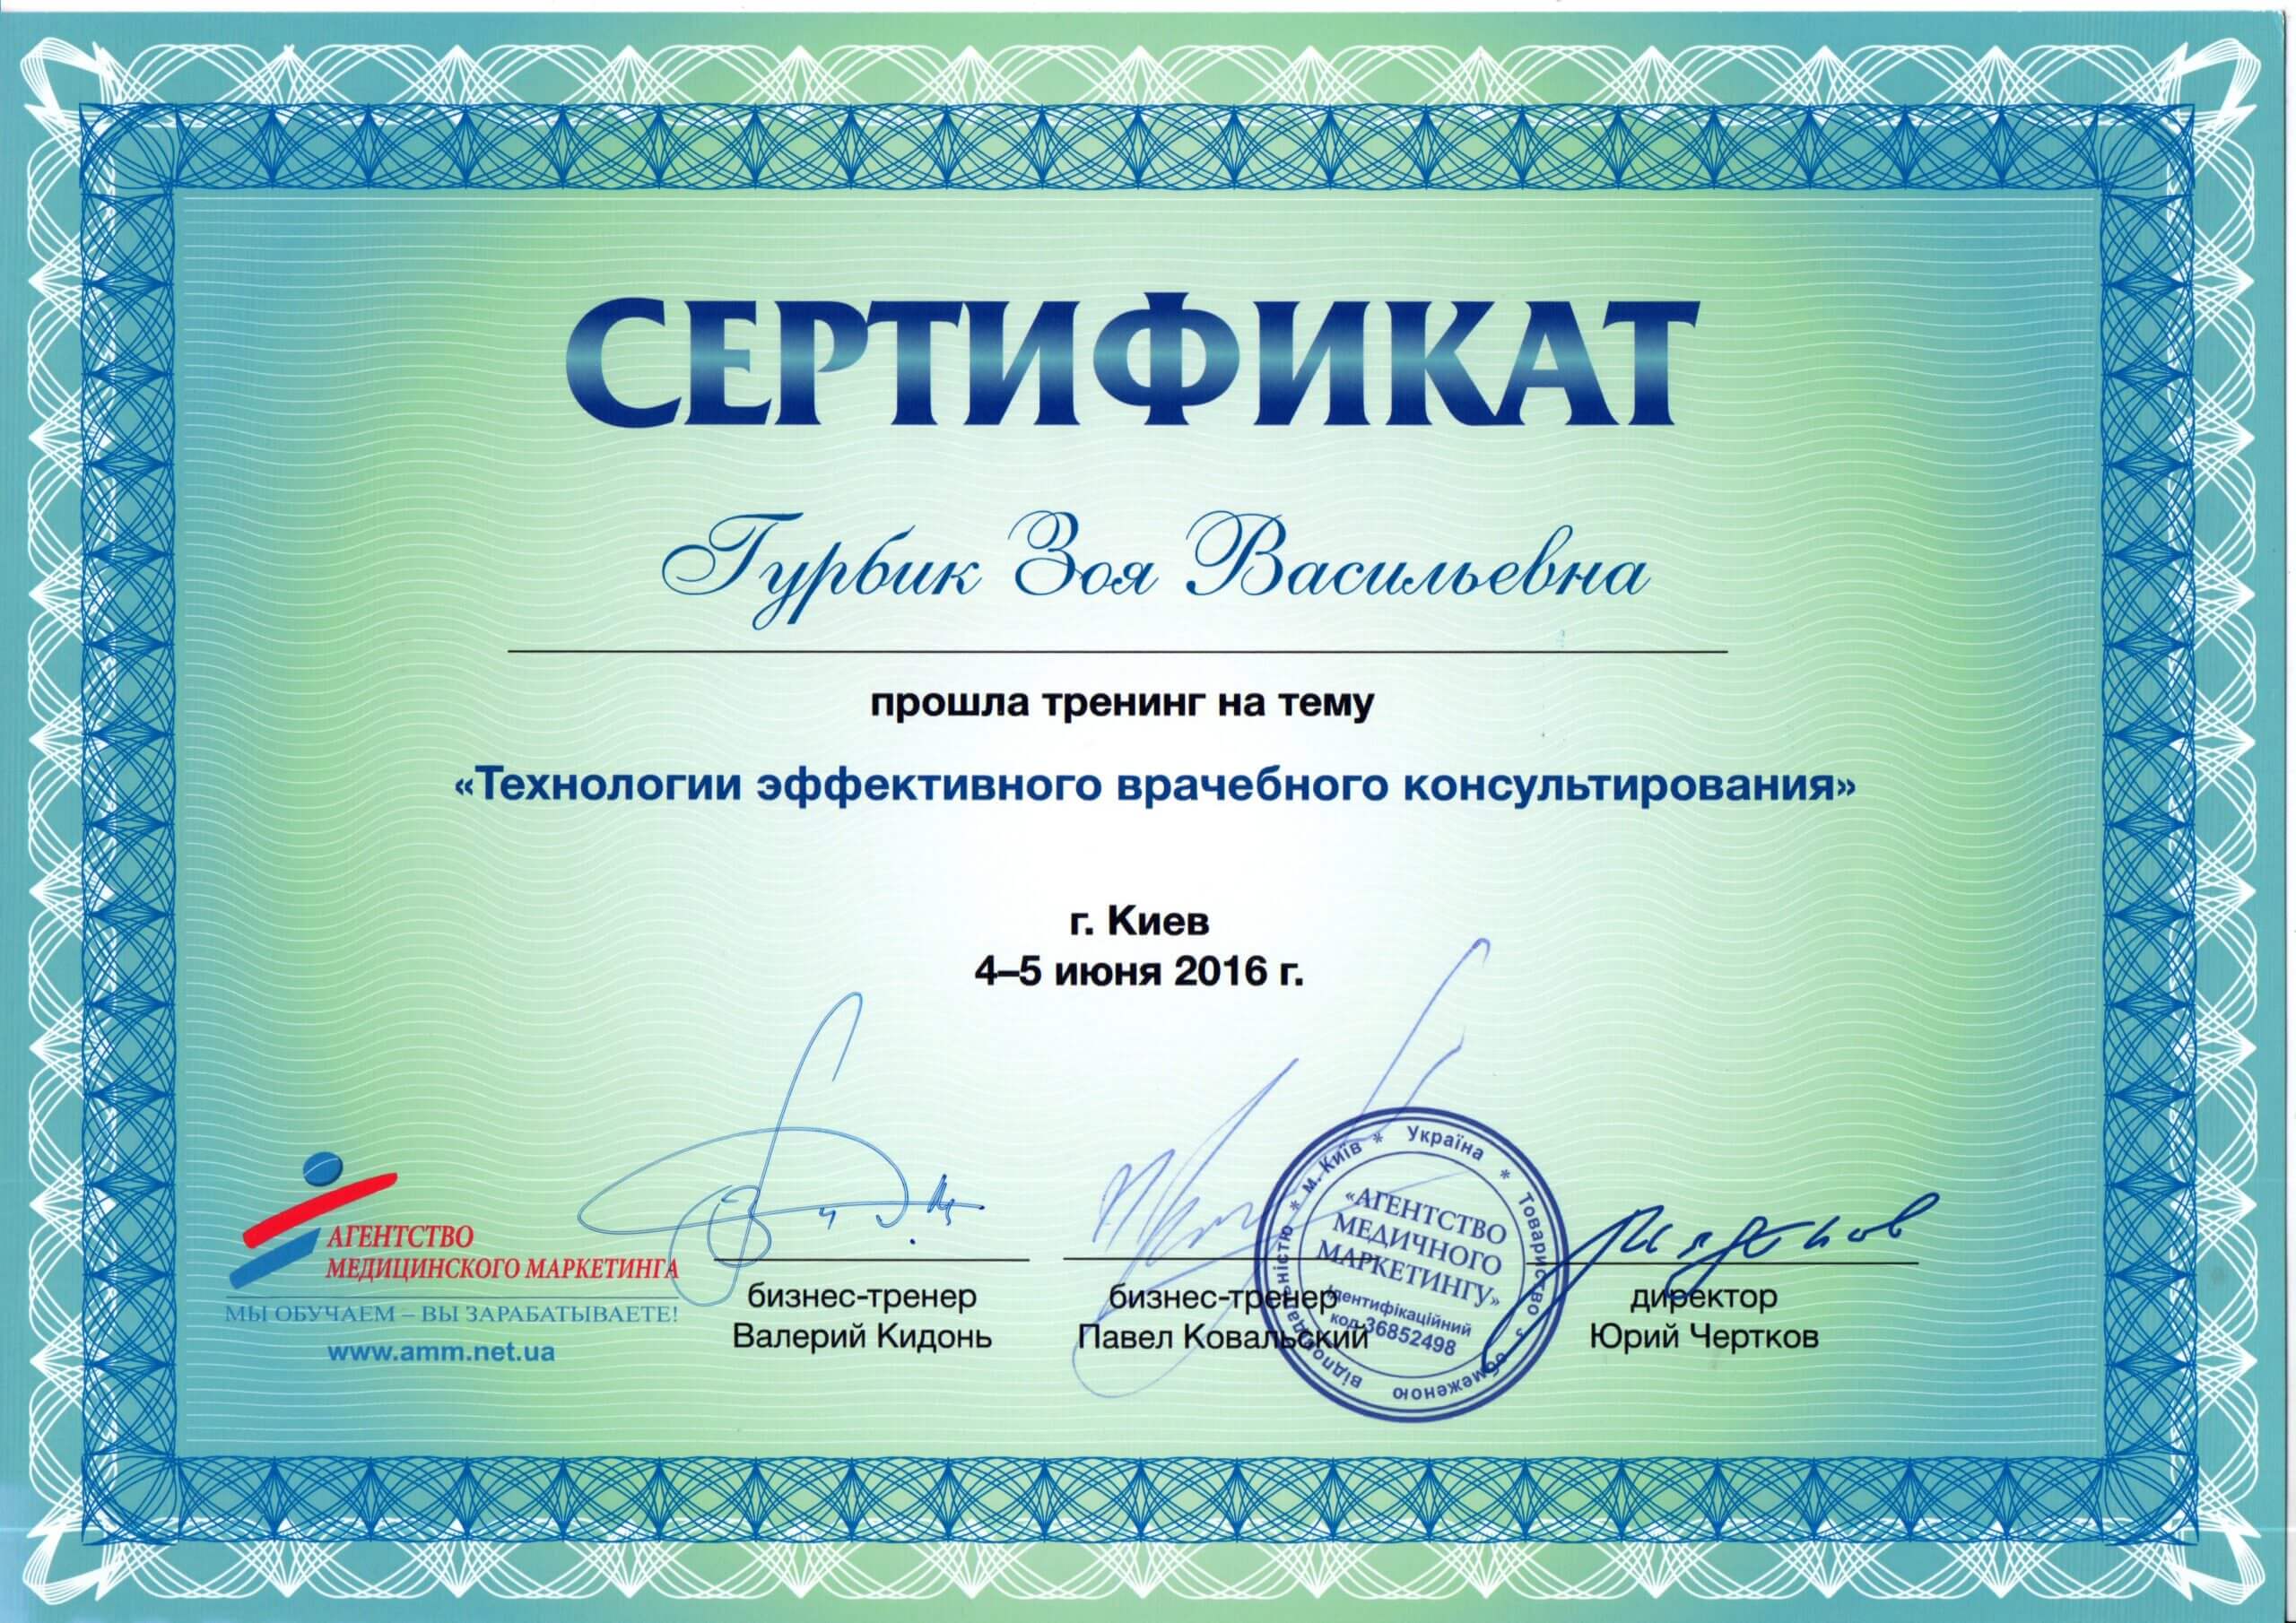 СЕРТИФИКАТ
Гурбик Зоя Васильевна
прошла тренинг на тему
«Технологии эффективного врачебного консультирования»
г. Киев
4–5 июня 2016 г.
АГЕНТСТВО
МЕДИЦИНСКОГО МАРКЕТИНГА
МЫ ОБУЧАЕМ – ВЫ ЗАРАБАТЫВАЕТЕ!
www.amm.net.ua
бизнес-тренер
Валерий Кидонь
бизнес-тренер
Павел Ковальский
* м. Київ * Україна * Товариство з обмеженою відповідальністю
«АГЕНТСТВО
МЕДИЧНОГО
МАРКЕТИНГУ»
Ідентифікаційний
код 36852498
директор
Юрий Чертков